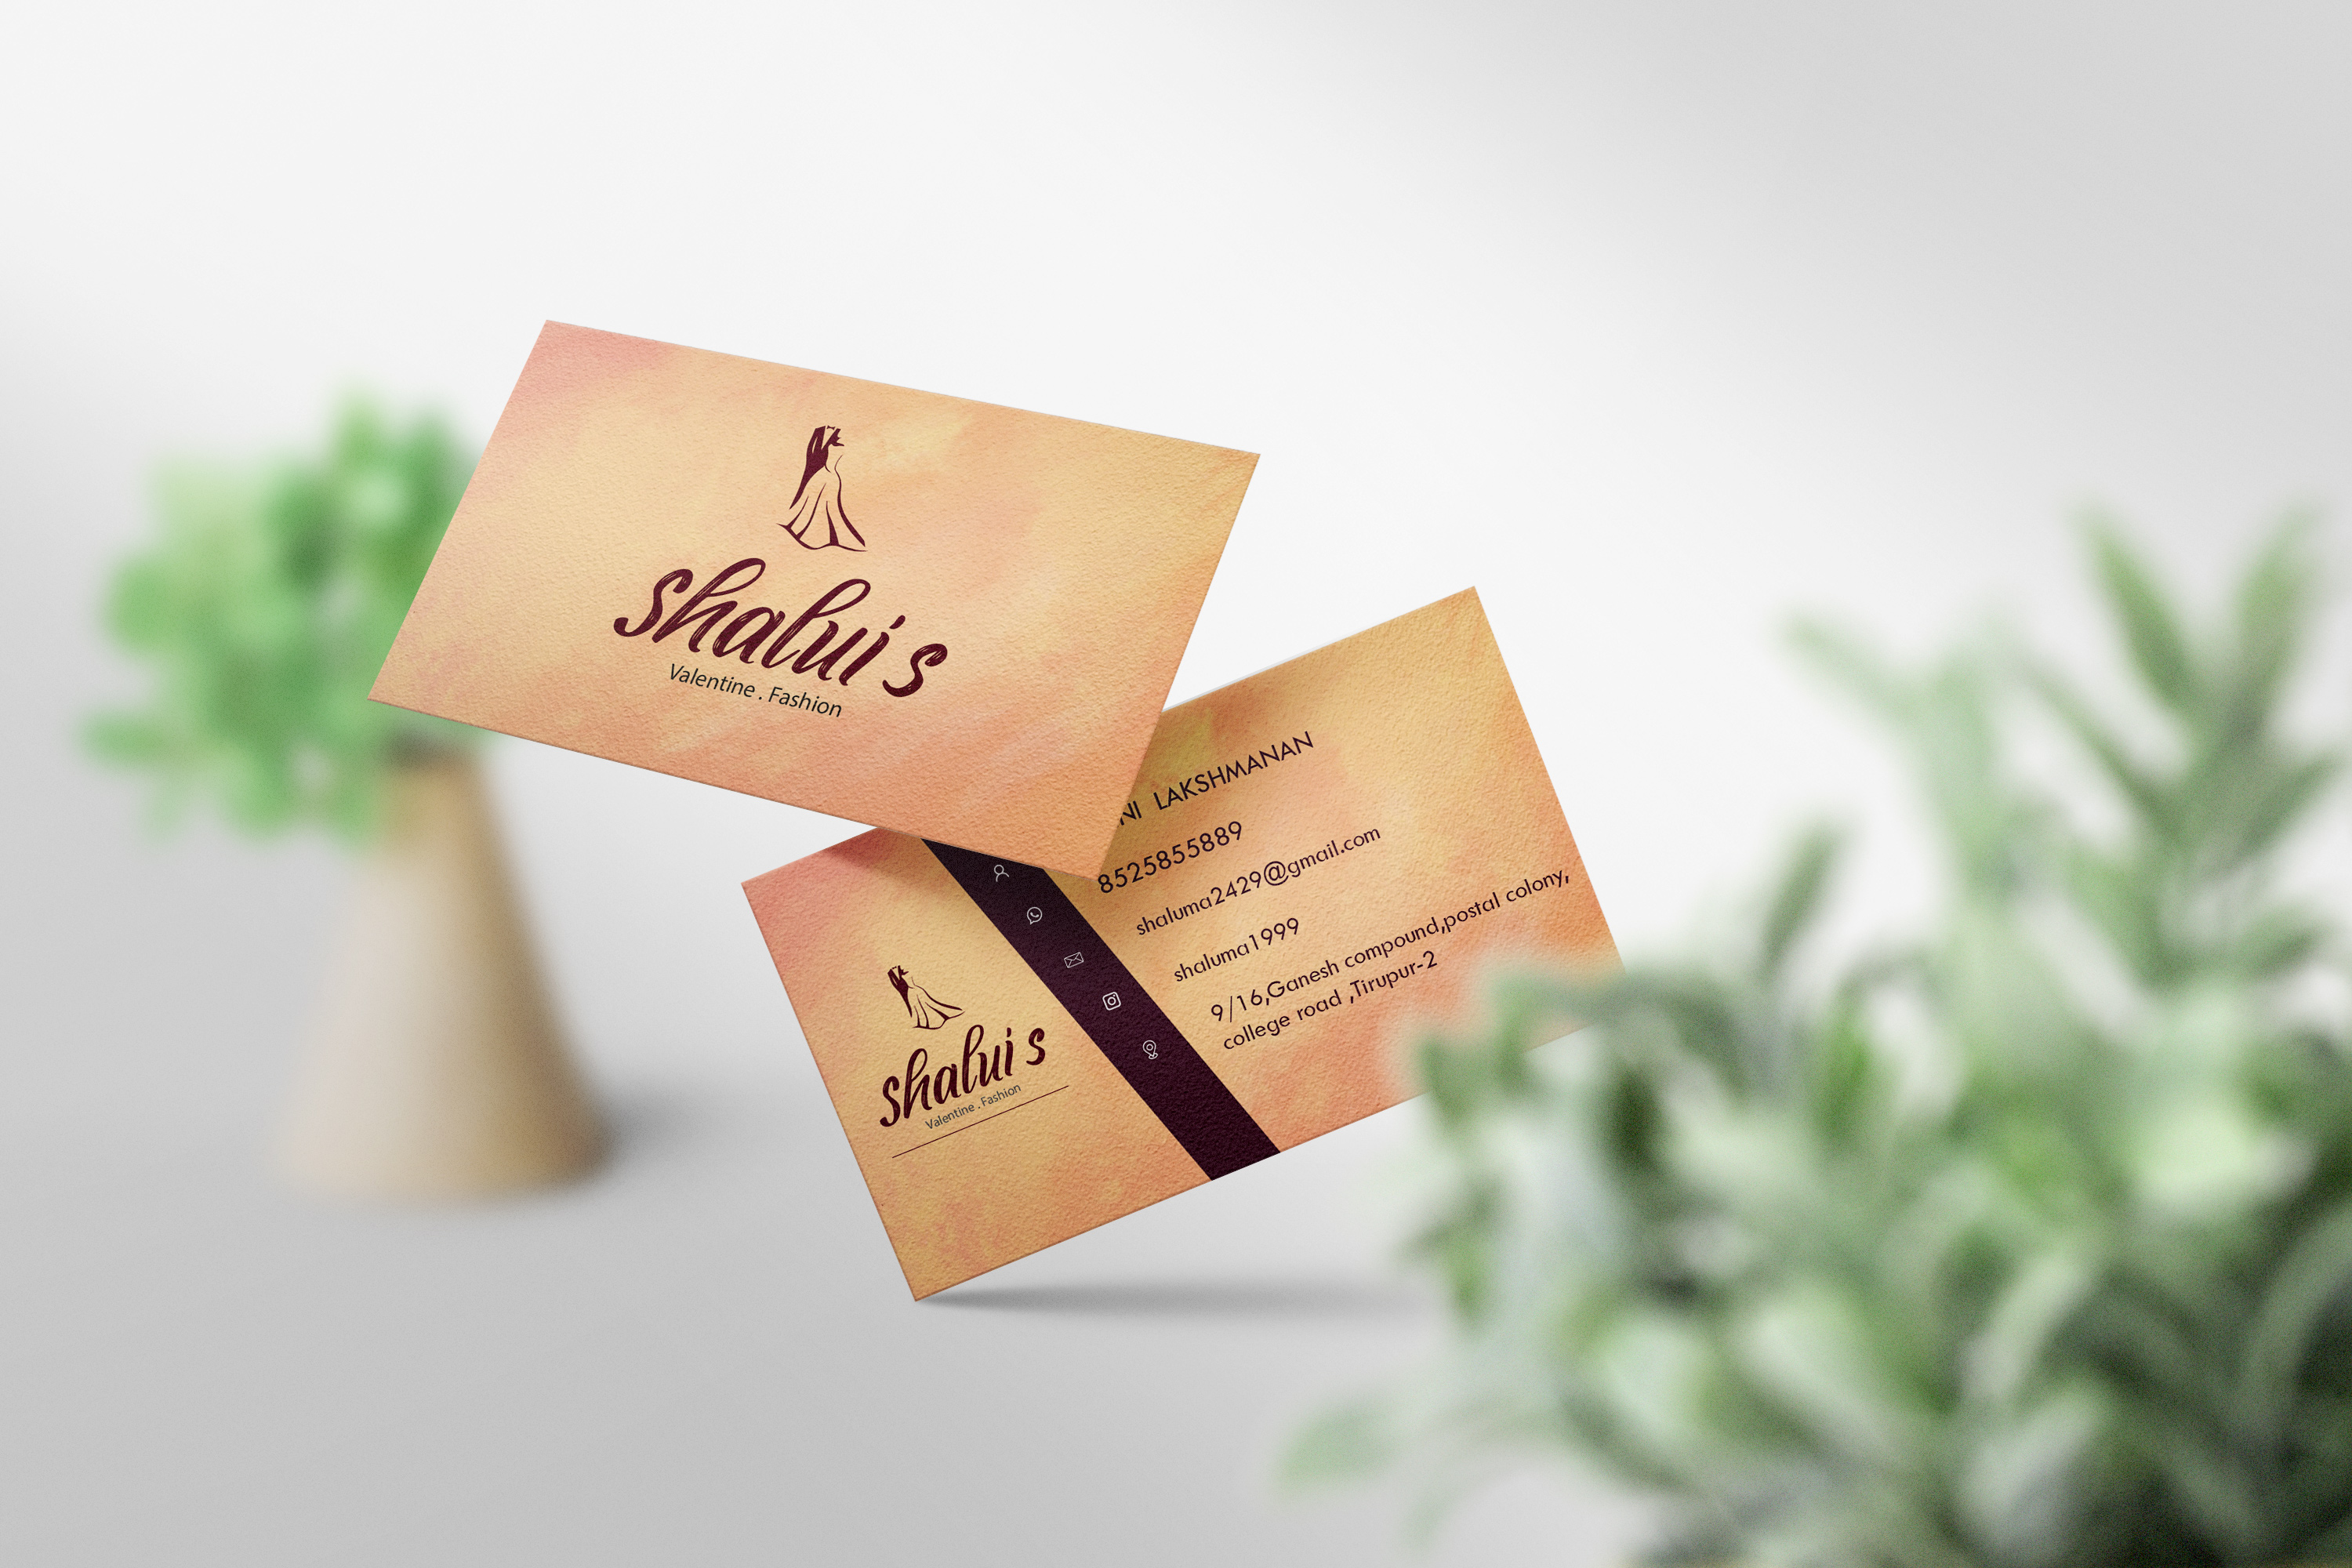 shalui's
Valentine . Fashion
NI LAKSHMANAN
8525855889
shaluma2429@gmail.com
shaluma1999
9/16,Ganesh compound,postal colony,
college road ,Tirupur-2
shalui's
Valentine . Fashion